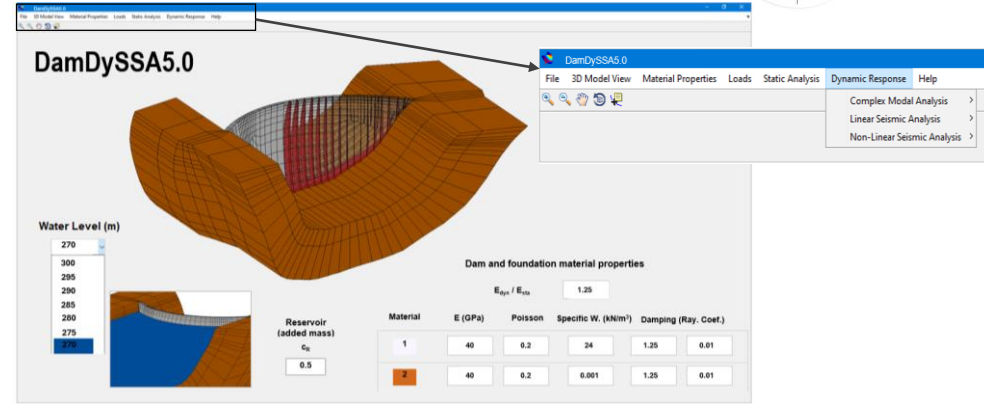 DamDySSA5.0
File 3D Model View Material Properties Loads Static Analysis Dynamic Response Help
DamDySSA5.0
DamDySSA5.0
File 3D Model View Material Properties Loads Static Analysis Dynamic Response Help
Complex Modal Analysis >
Linear Seismic Analysis >
Non-Linear Seismic Analysis >
Water Level (m)
270
300
295
290
285
280
275
270
Reservoir
(added mass)
cR
0.5
Dam and foundation material properties
Edyn / Esta 1.25
Material E (GPa) Poisson Specific W. (kN/m³) Damping (Ray. Coef.)
1 40 0.2 24 1.25 0.01
2 40 0.2 0.001 1.25 0.01